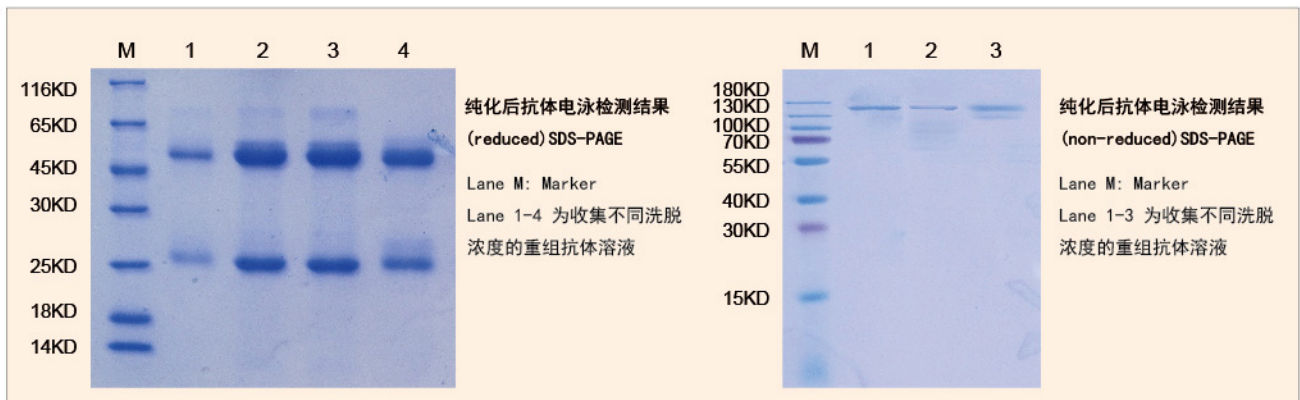 M 1 2 3 4
116KD
65KD
45KD
30KD
25KD
18KD
14KD
纯化后抗体电泳检测结果
(reduced)SDS-PAGE
Lane M: Marker
Lane 1-4 为收集不同洗脱
浓度的重组抗体溶液
M 1 2 3
180KD
130KD
100KD
70KD
55KD
40KD
30KD
15KD
纯化后抗体电泳检测结果
(non-reduced)SDS-PAGE
Lane M: Marker
Lane 1-3 为收集不同洗脱
浓度的重组抗体溶液